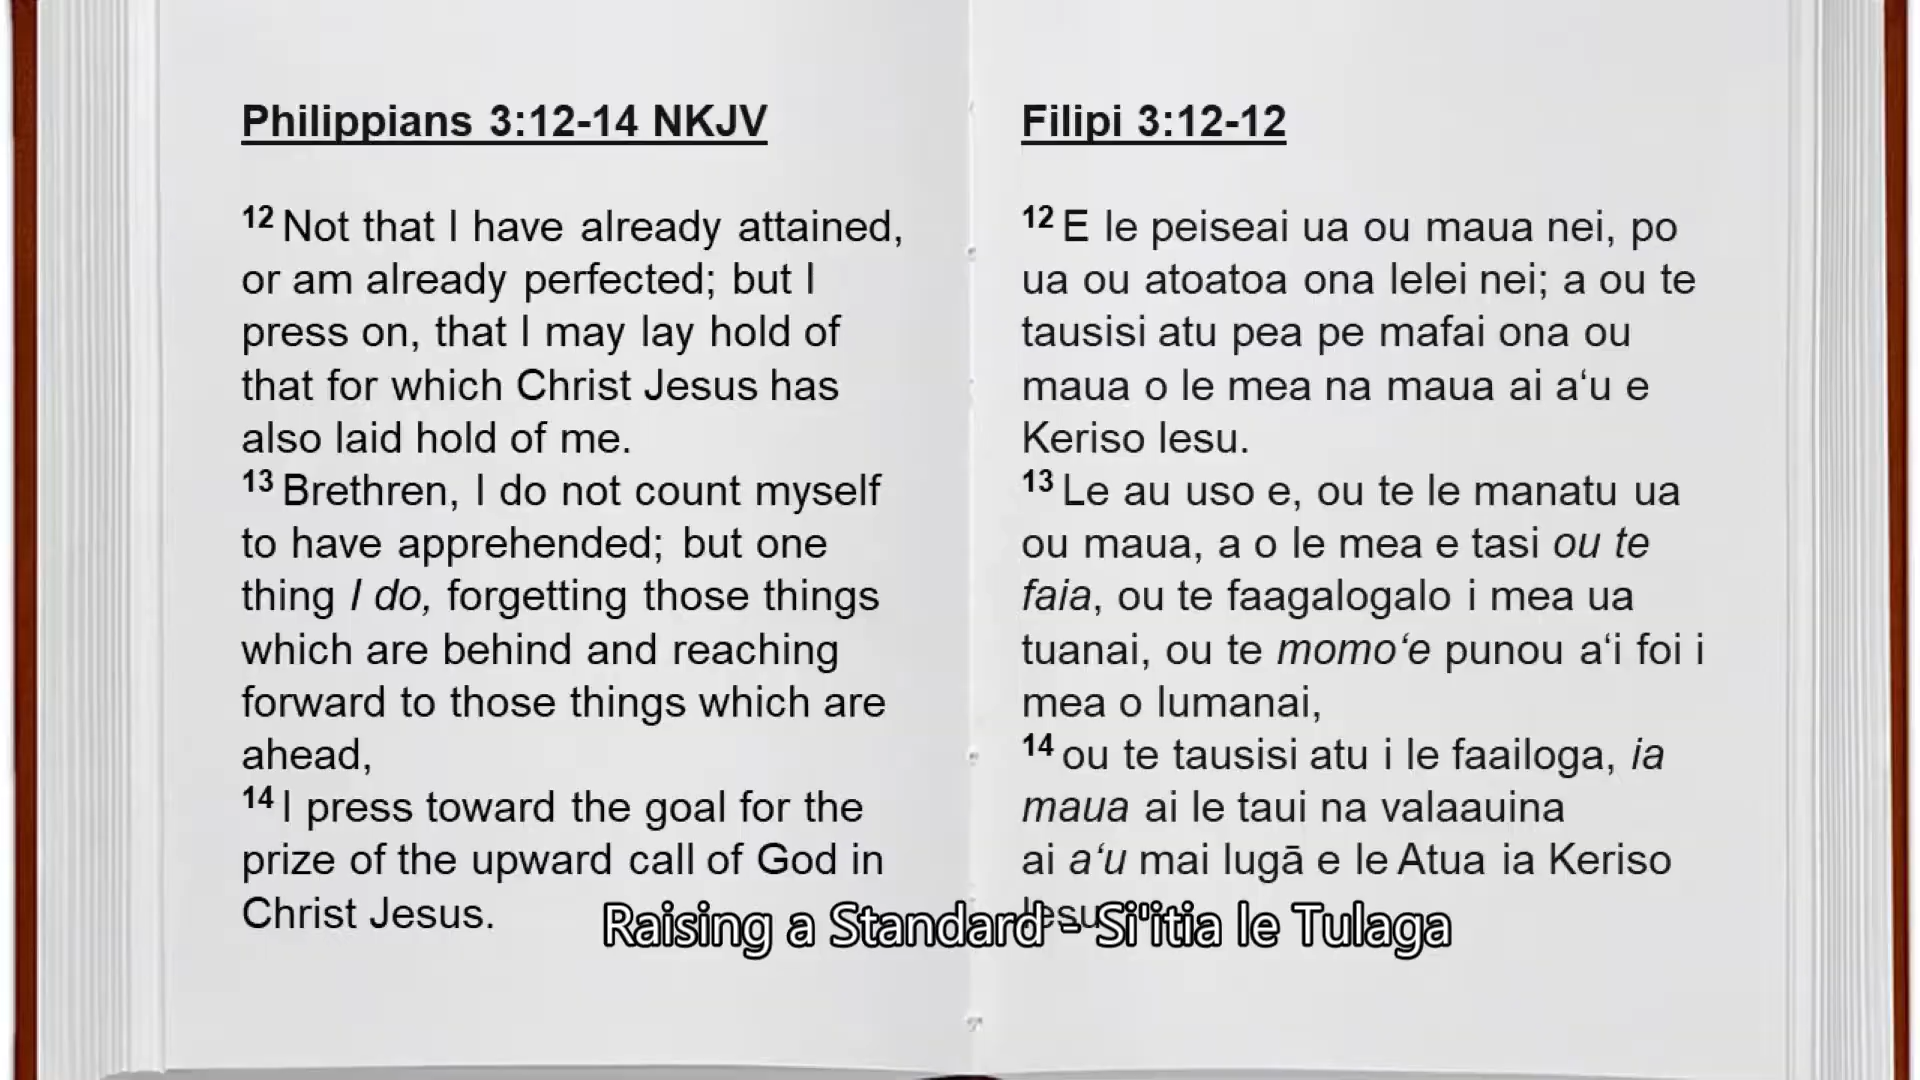 Philippians 3:12-14 NKJV
12 Not that I have already attained,
or am already perfected; but I
press on, that I may lay hold of
that for which Christ Jesus has
also laid hold of me.
13 Brethren, I do not count myself
to have apprehended; but one
thing I do, forgetting those things
which are behind and reaching
forward to those things which are
ahead,
14 I press toward the goal for the
prize of the upward call of God in
Christ Jesus.
Filipi 3:12-12
12 E le peiseai ua ou maua nei, po
ua ou atoatoa ona lelei nei; a ou te
tausisi atu pea pe mafai ona ou
maua o le mea na maua ai a‘u e
Keriso Iesu.
13 Le au uso e, ou te le manatu ua
ou maua, a o le mea e tasi ou te
faia, ou te faagalogalo i mea ua
tuanai, ou te momo‘e punou a‘i foi i
mea o lumanai,
14 ou te tausisi atu i le faailoga, ia
maua ai le taui na valaauina
ai a‘u mai lugā e le Atua ia Keriso
Iesu
Raising a Standard - Si'itia le Tulaga